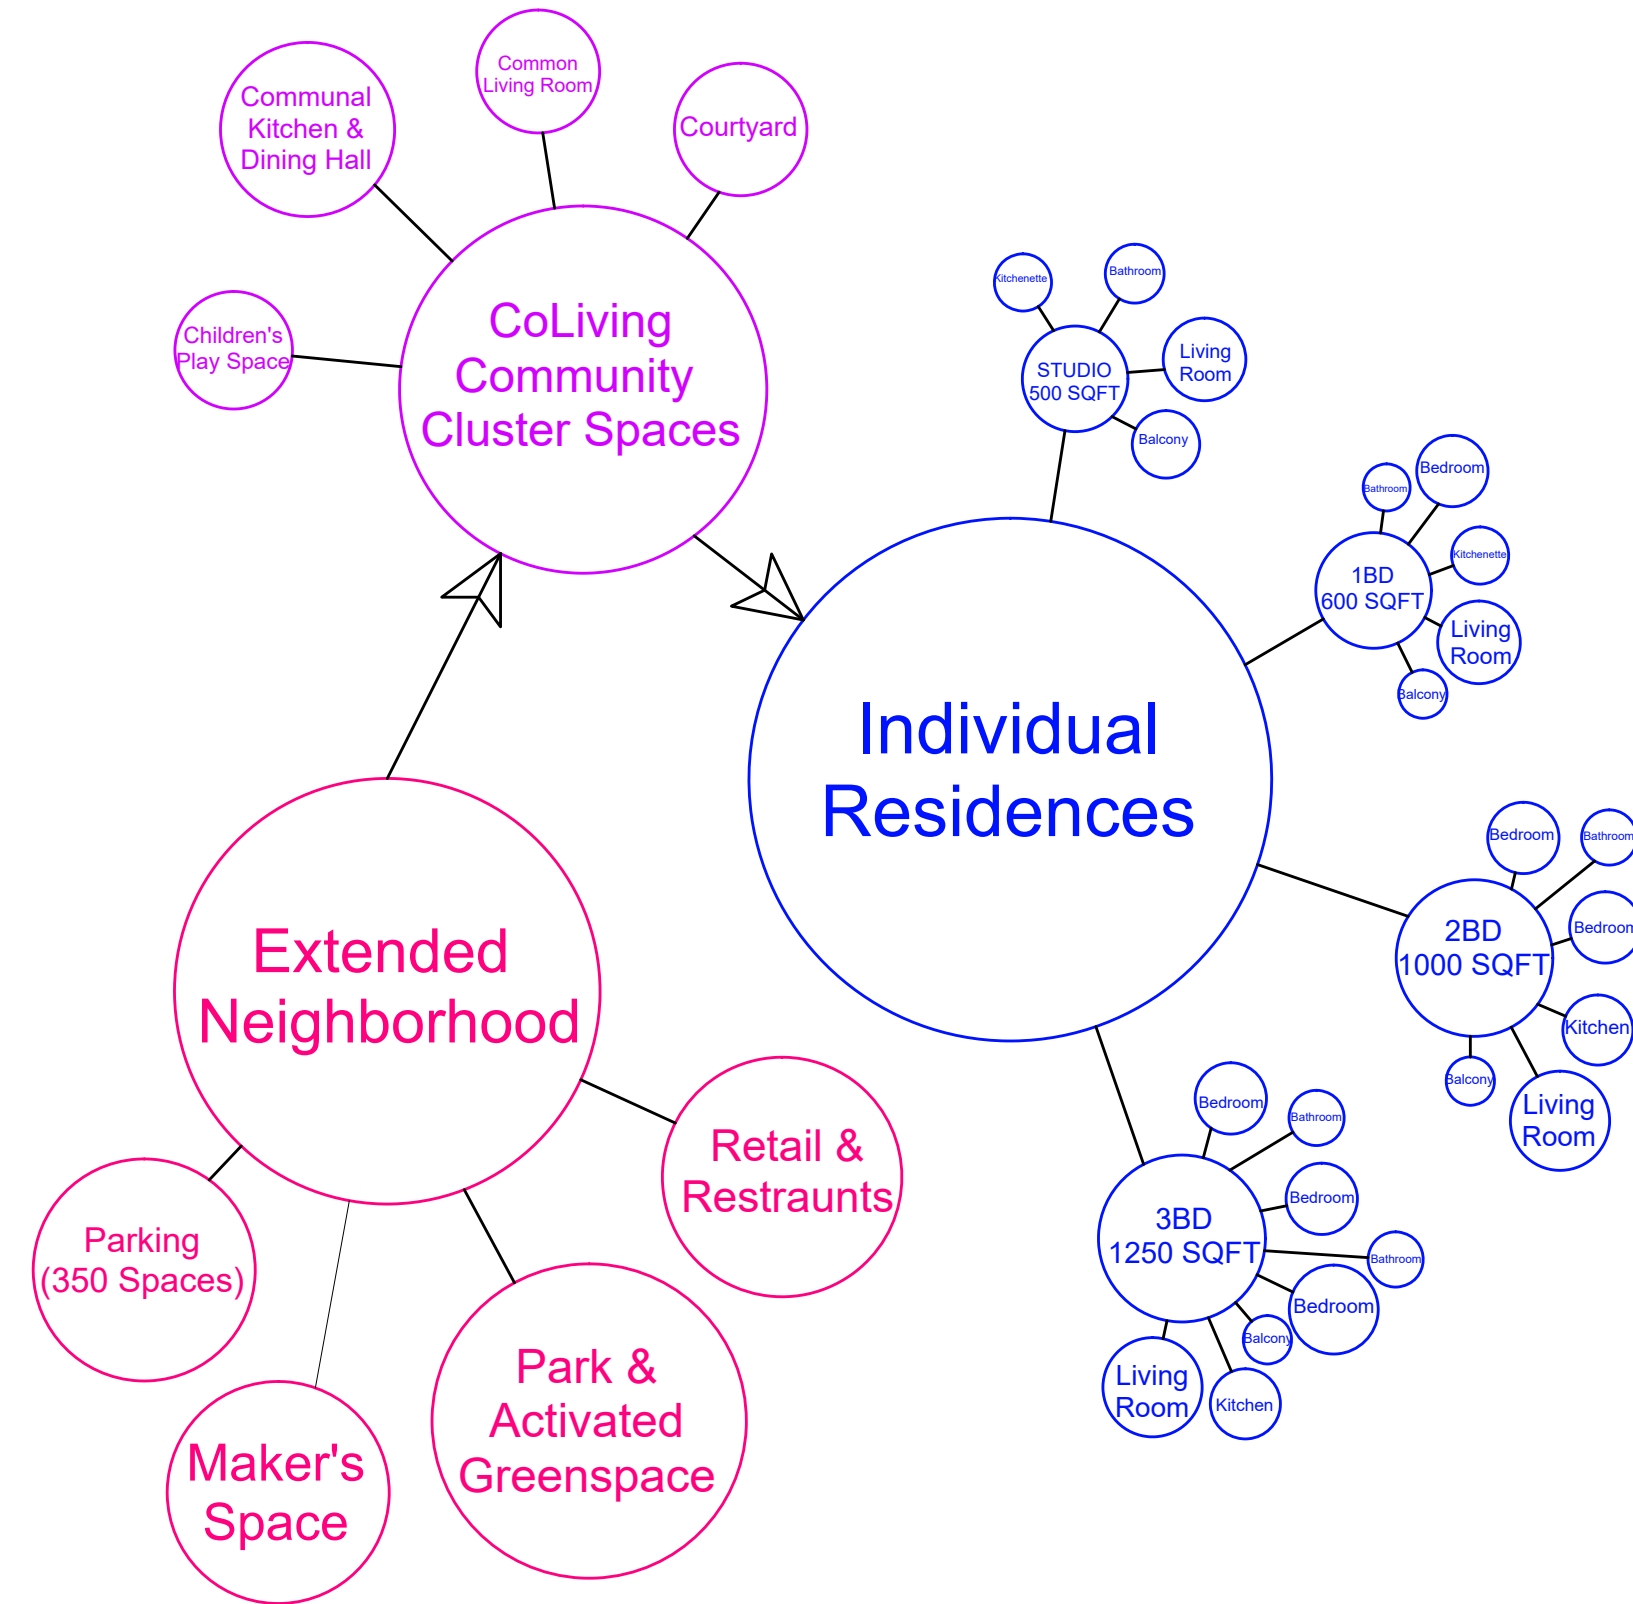 Communal
Kitchen &
Dining Hall
Common
Living Room
Courtyard
Children's
Play Space
CoLiving
Community
Cluster Spaces
Kitchenette
Bathroom
STUDIO
500 SQFT
Living
Room
Balcony
Bathroom
Bedroom
1BD
600 SQFT
Kitchenette
Living
Room
Balcony
Individual
Residences
Bedroom
Bathroom
2BD
1000 SQFT
Bedroom
Kitchen
Balcony
Living
Room
Extended
Neighborhood
Bedroom
Bathroom
3BD
1250 SQFT
Bedroom
Bathroom
Bedroom
Balcony
Living
Room
Kitchen
Retail &
Restraunts
Parking
(350 Spaces)
Park &
Activated
Greenspace
Maker's
Space